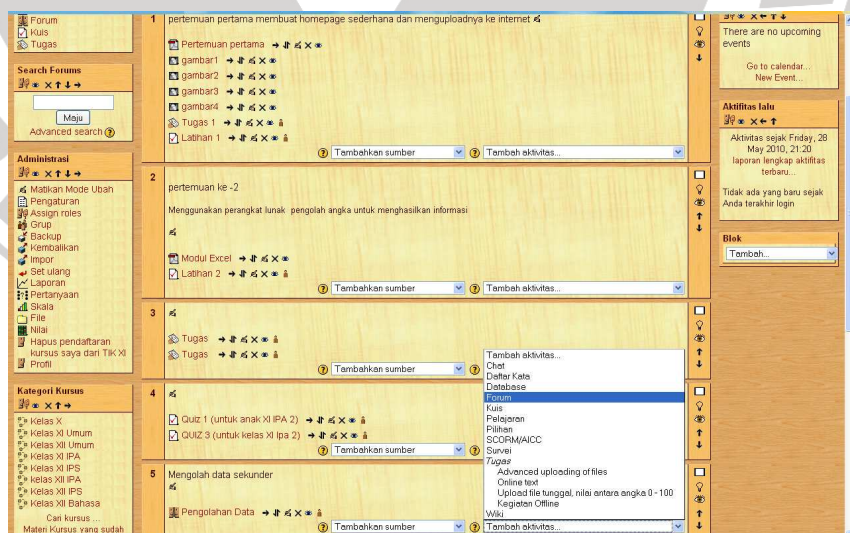 Forum
Kuis
Tugas
Search Forums
Maju
Advanced search
Administrasi
Matikan Mode Ubah
Pengaturan
Assign roles
Grup
Backup
Kembalikan
Impor
Set ulang
Laporan
Pertanyaan
Skala
File
Nilai
Hapus pendaftaran
kursus saya dari TIK XI
Profil
Kategori Kursus
Kelas X
Kelas XI Umum
Kelas XII Umum
Kelas XI IPA
Kelas XI IPS
kelas XII IPA
Kelas XII IPS
Kelas XII Bahasa
Cari kursus ...
Materi Kursus yang sudah
1
pertemuan pertama membuat homepage sederhana dan menguploadnya ke internet
Pertemuan pertama
gambar1
gambar2
gambar3
gambar4
Tugas 1
Latihan 1
Tambahkan sumber
Tambah aktivitas...
2
pertemuan ke -2
Menggunakan perangkat lunak pengolah angka untuk menghasilkan informasi
Modul Excel
Latihan 2
Tambahkan sumber
Tambah aktivitas...
3
Tugas
Tugas
Tambahkan sumber
4
Quiz 1 (untuk anak XI IPA 2)
QUIZ 3 (untuk kelas XI Ipa 2)
Tambahkan sumber
5
Mengolah data sekunder
Pengolahan Data
Tambahkan sumber
Tambah aktivitas...
Tambah aktivitas...
Chat
Daftar Kata
Database
Forum
Kuis
Pelajaran
Pilihan
SCORM/AICC
Survei
Tugas
Advanced uploading of files
Online text
Upload file tunggal, nilai antara angka 0 - 100
Kegiatan Offline
Wiki
There are no upcoming
events
Go to calendar...
New Event...
Aktifitas lalu
Aktivitas sejak Friday, 28
May 2010, 21:20
laporan lengkap aktifitas
terbaru...
Tidak ada yang baru sejak
Anda terakhir login
Blok
Tambah...